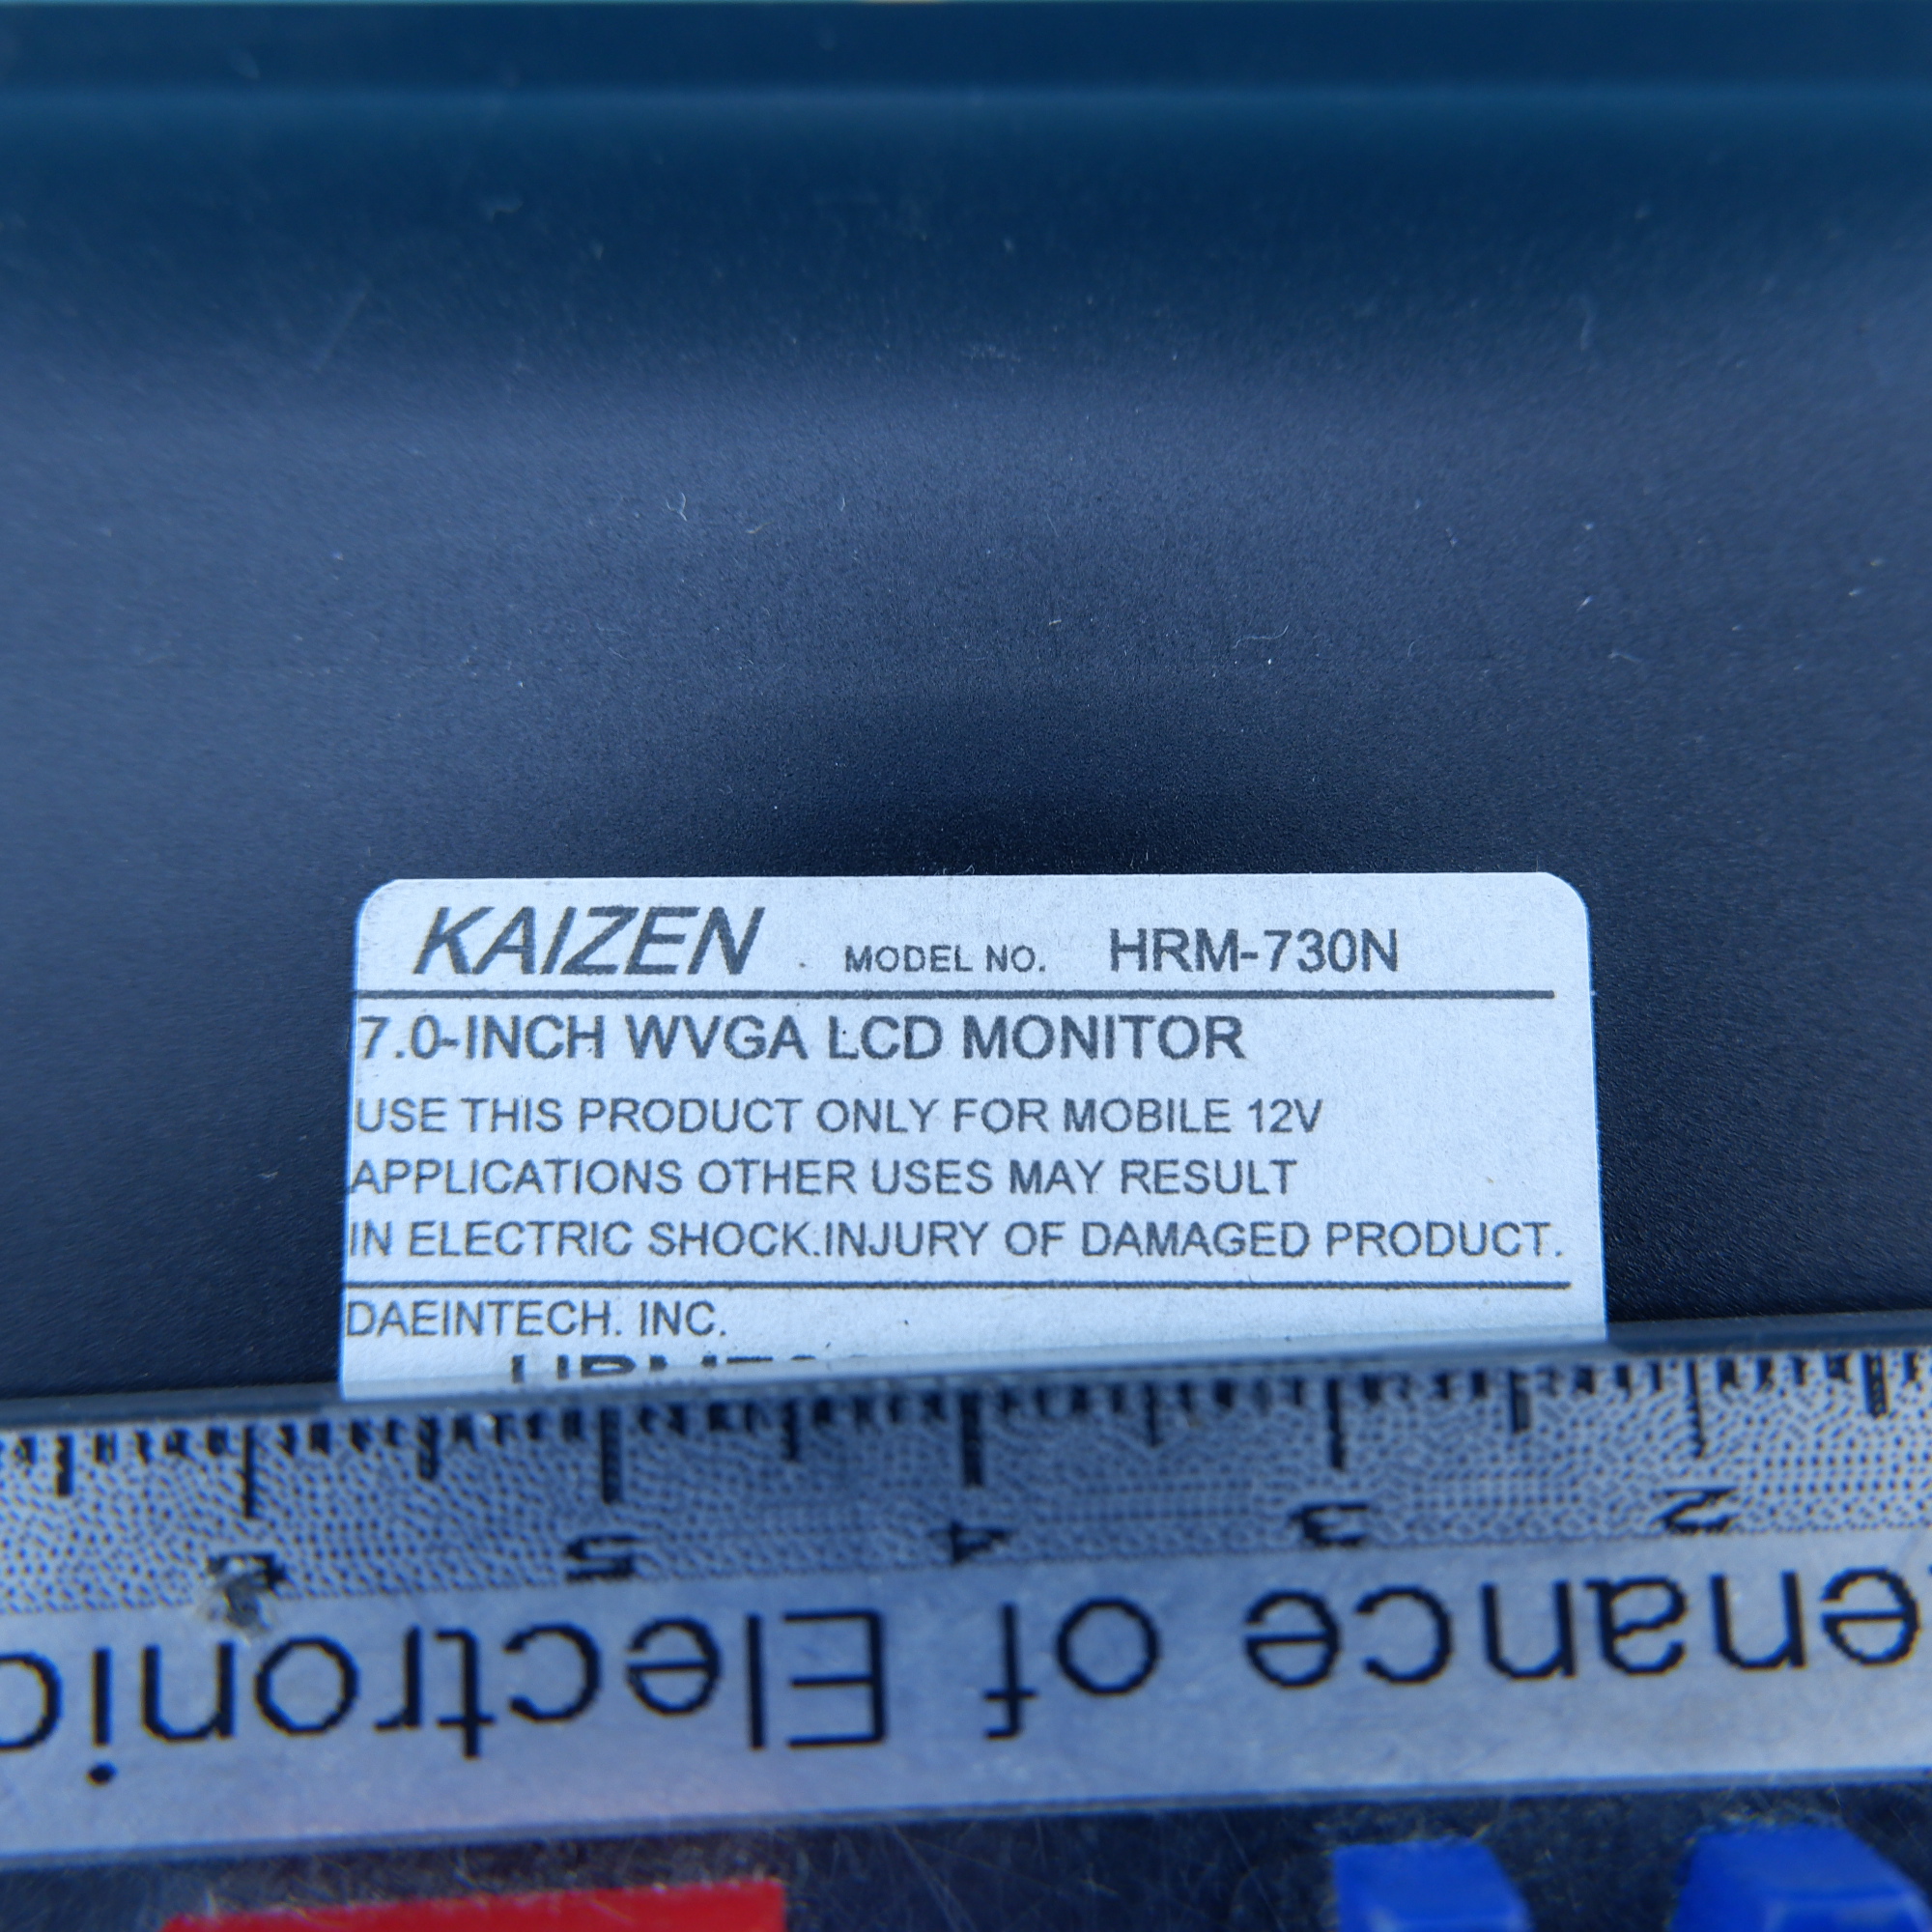 KAIZEN MODEL NO. HRM-730N
7.0-INCH WVGA LCD MONITOR
USE THIS PRODUCT ONLY FOR MOBILE 12V
APPLICATIONS OTHER USES MAY RESULT
IN ELECTRIC SHOCK.INJURY OF DAMAGED PRODUCT.
DAEINTECH. INC.
5 4 3 2
enance of Electronic